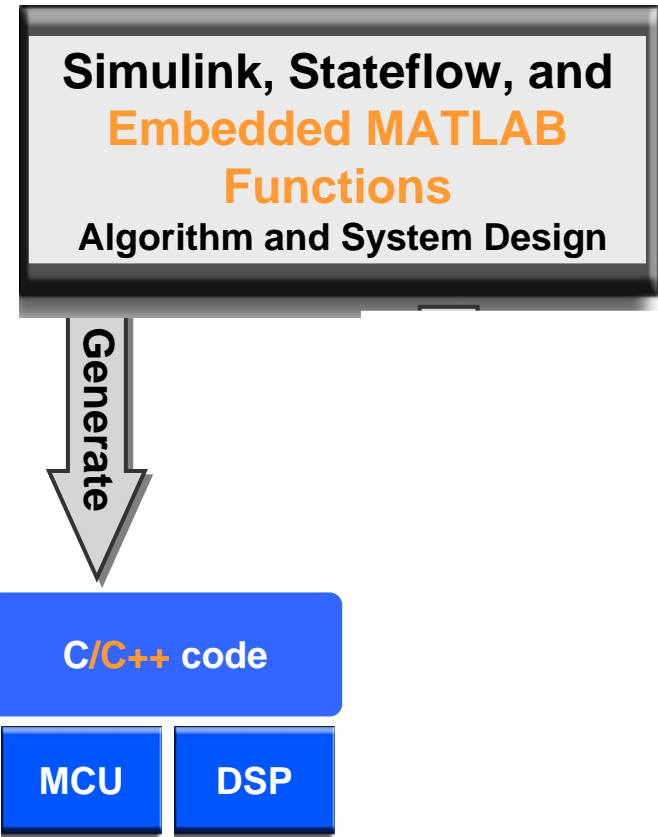 Simulink, Stateflow, and
Embedded MATLAB
Functions
Algorithm and System Design
Generate
C/C++ code
MCU
DSP